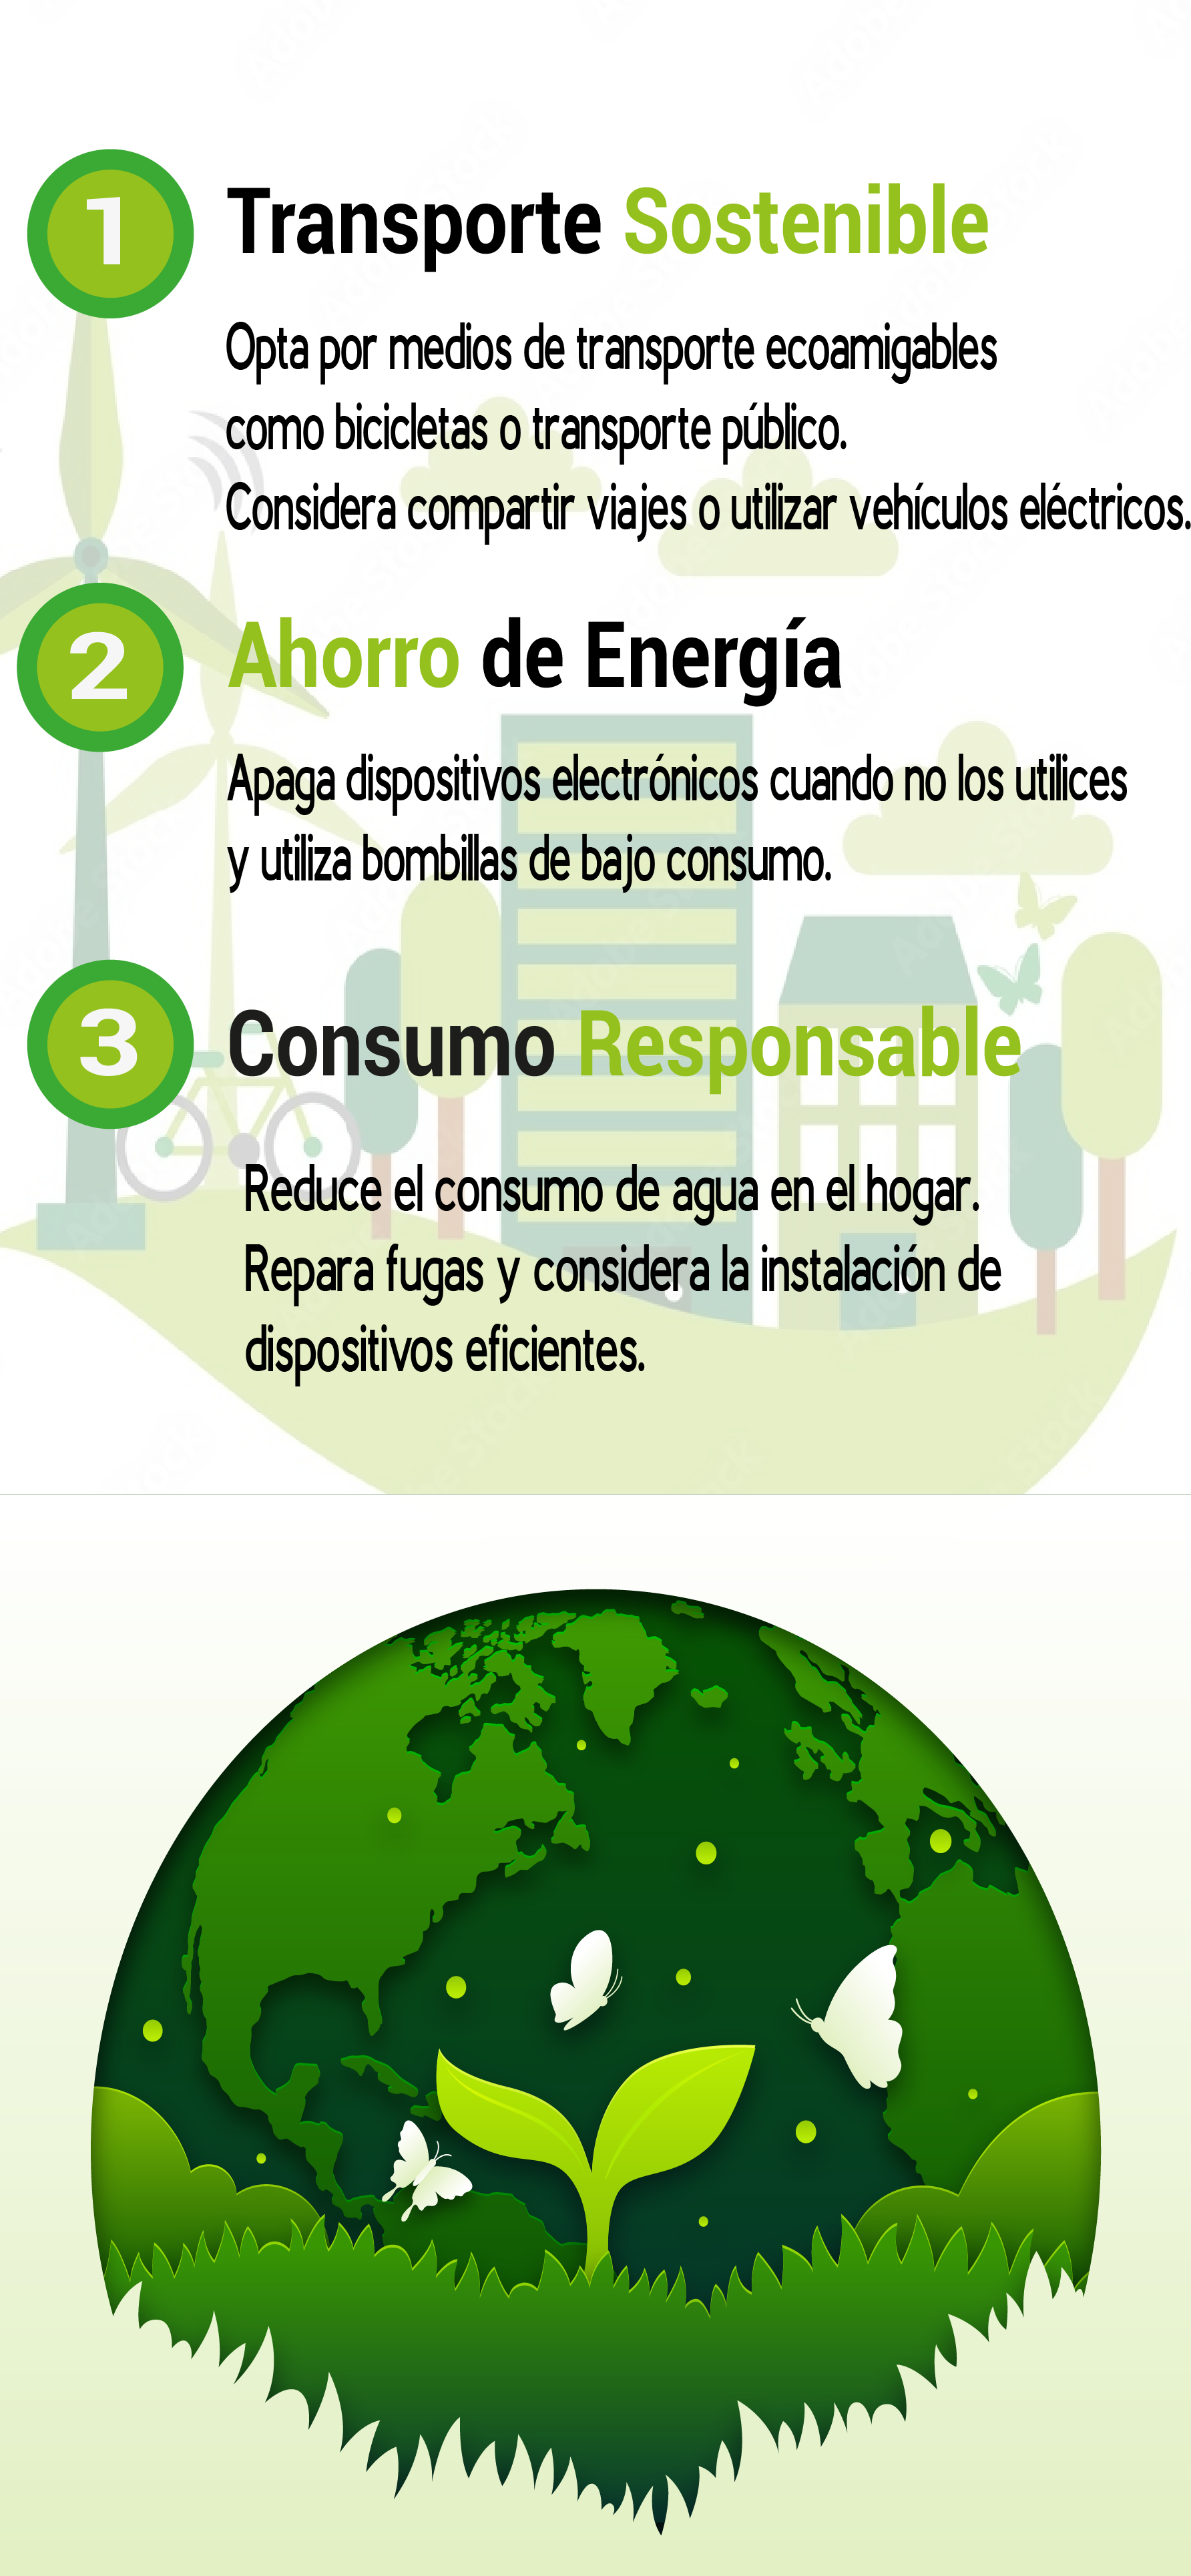 1
Transporte Sostenible
Opta por medios de transporte ecoamigables
como bicicletas o transporte público.
Considera compartir viajes o utilizar vehículos eléctricos.
2
Ahorro de Energía
Apaga dispositivos electrónicos cuando no los utilices
y utiliza bombillas de bajo consumo.
3
Consumo Responsable
Reduce el consumo de agua en el hogar.
Repara fugas y considera la instalación de
dispositivos eficientes.